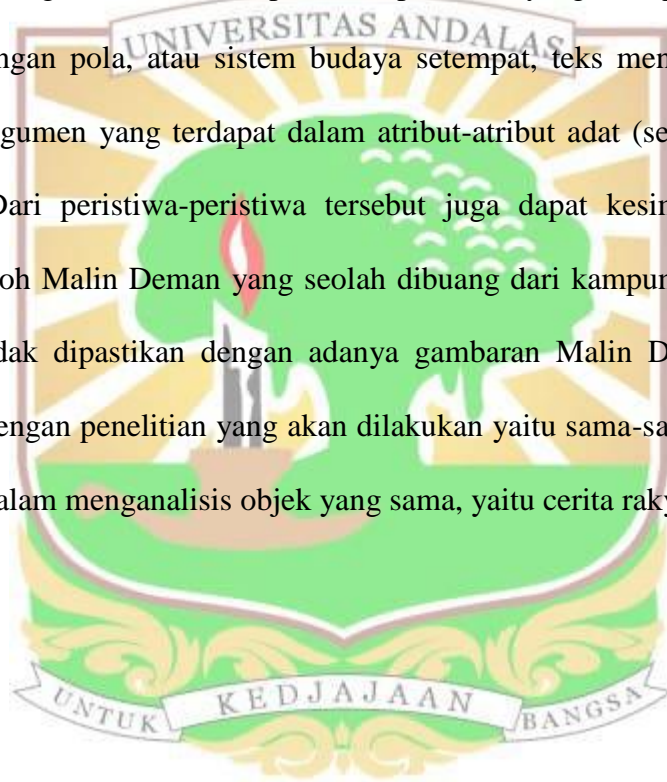 UNIVERSITAS ANDALAS
ngan pola, atau sistem budaya setempat, teks men
gumen yang terdapat dalam atribut-atribut adat (se
Dari peristiwa-peristiwa tersebut juga dapat kesin
oh Malin Deman yang seolah dibuang dari kampun
dak dipastikan dengan adanya gambaran Malin D
engan penelitian yang akan dilakukan yaitu sama-sa
alam menganalisis objek yang sama, yaitu cerita raky
UNTUK KEDJAJAAN BANGSA